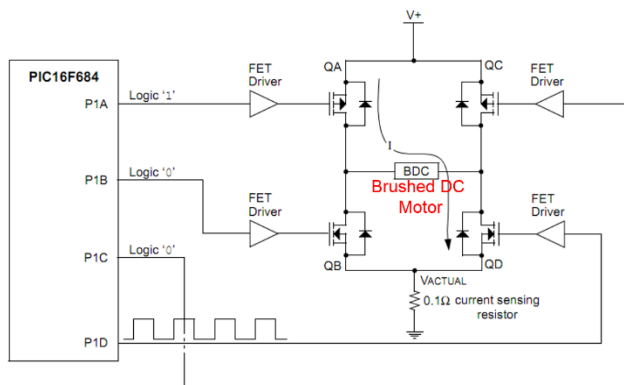 V+
PIC16F684
FET
Driver
QA
QC
FET
Driver
P1A
Logic ‘1’
I
BDC
Brushed DC
Motor
P1B
Logic ‘0’
FET
Driver
FET
Driver
P1C
Logic ‘0’
QB
QD
VACTUAL
0.1Ω current sensing
resistor
P1D